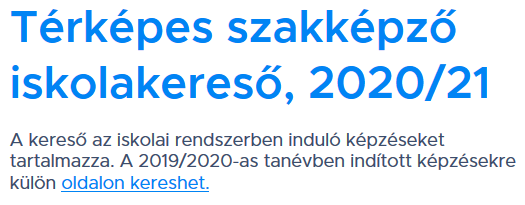 Térképes szakképző
iskolakereső, 2020/21
A kereső az iskolai rendszerben induló képzéseket
tartalmazza. A 2019/2020-as tanévben indított képzésekre
külön oldalon kereshet.